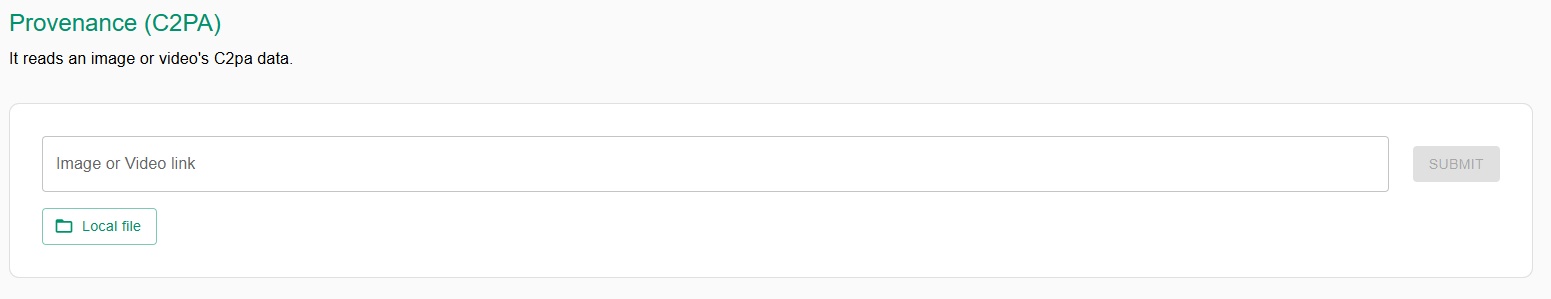 Provenance (C2PA)
It reads an image or video's C2pa data.
Image or Video link
SUBMIT
Local file